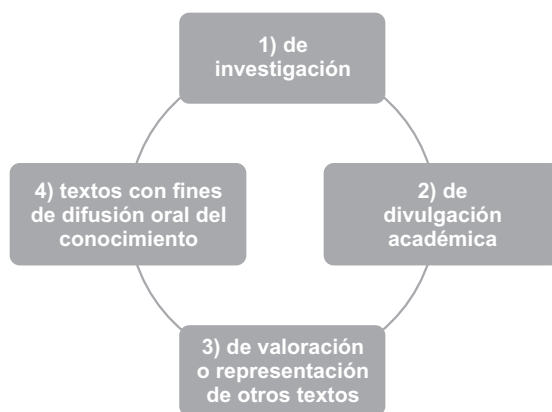 1) de
investigación
2) de
divulgación
académica
3) de valoración
o representación
de otros textos
4) textos con fines
de difusión oral del
conocimiento